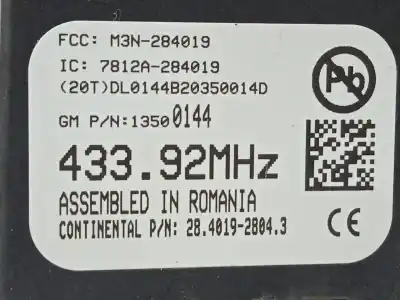 FCC: M3N-284019
IC: 7812A-284019
(20T)DL0144B20350014D
GM P/N:13500144
433.92MHz
ASSEMBLED IN ROMANIA
CONTINENTAL P/N: 28.4019-2804.3
Pb
CE